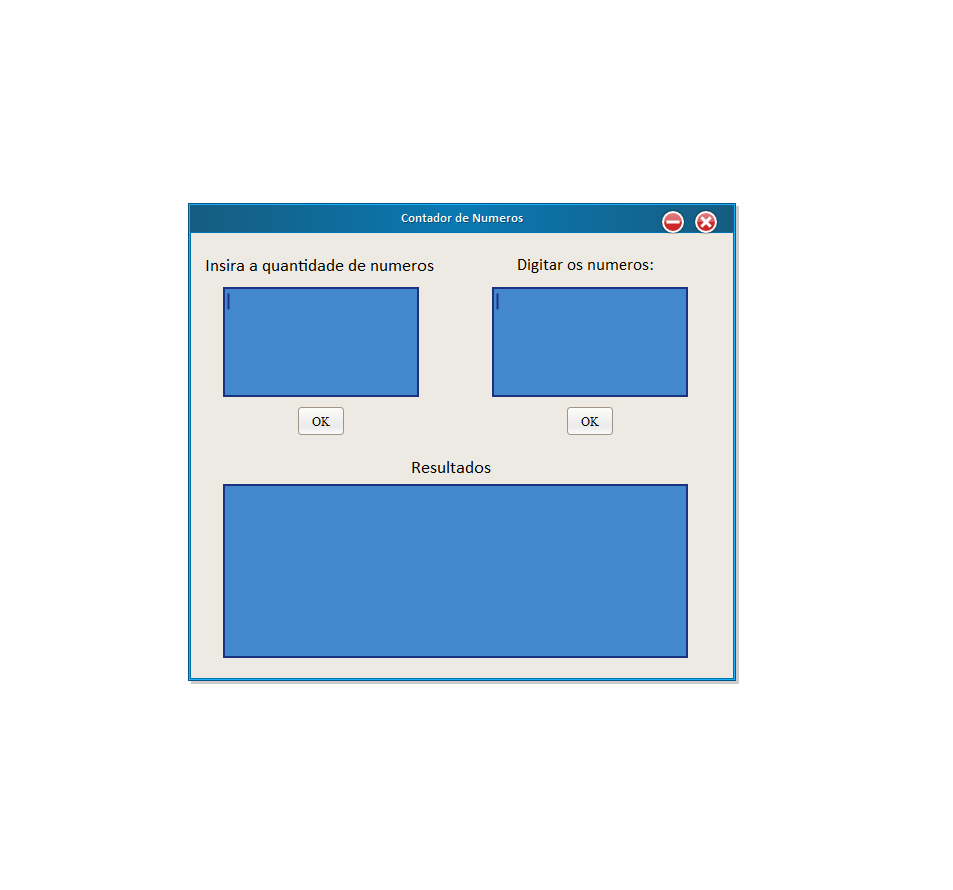 Contador de Numeros
Insira a quantidade de numeros
Digitar os numeros:
OK
OK
Resultados